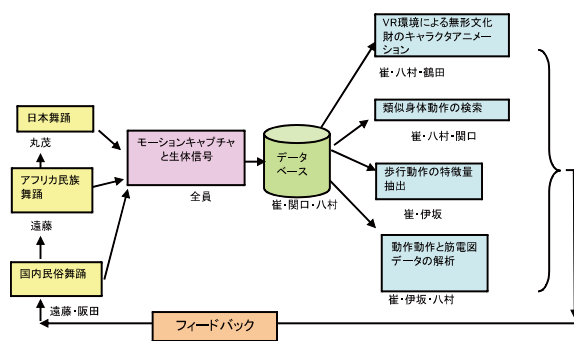 VR環境による無形文化
財のキャラクタアニメー
ション
崔・八村・鶴田
日本舞踊
丸茂
類似身体動作の検索
崔・八村・関口
モーションキャプチャ
と生体信号
全員
データ
ベース
崔・関口・八村
アフリカ民族
舞踊
遠藤
歩行動作の特徴量
抽出
崔・伊坂
国内民俗舞踊
遠藤・阪田
動作動作と筋電図
データの解析
崔・伊坂・八村
フィードバック